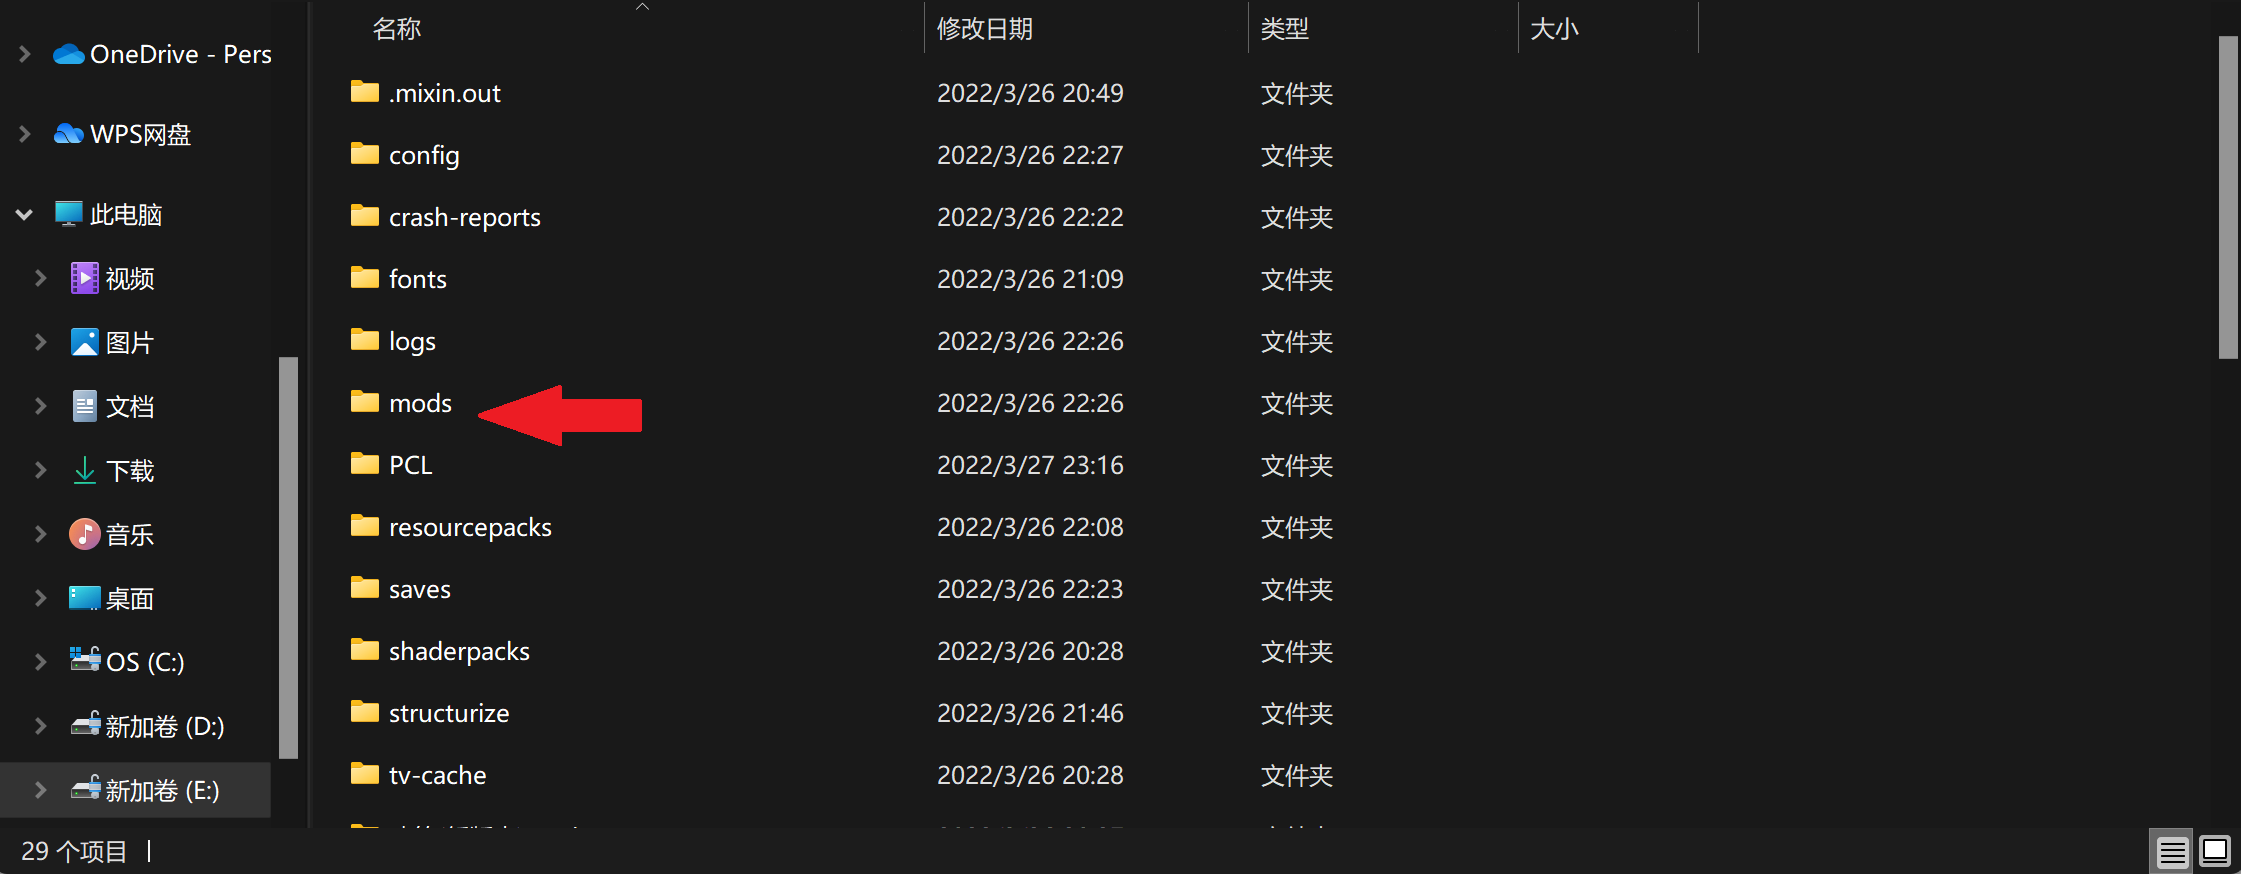 名称 修改日期 类型 大小
OneDrive - Pers
WPS网盘
此电脑
视频
图片
文档
下载
音乐
桌面
OS (C:)
新加卷 (D:)
新加卷 (E:)
.mixin.out 2022/3/26 20:49 文件夹
config 2022/3/26 22:27 文件夹
crash-reports 2022/3/26 22:22 文件夹
fonts 2022/3/26 21:09 文件夹
logs 2022/3/26 22:26 文件夹
mods 2022/3/26 22:26 文件夹
PCL 2022/3/27 23:16 文件夹
resourcepacks 2022/3/26 22:08 文件夹
saves 2022/3/26 22:23 文件夹
shaderpacks 2022/3/26 20:28 文件夹
structurize 2022/3/26 21:46 文件夹
tv-cache 2022/3/26 20:28 文件夹
29 个项目